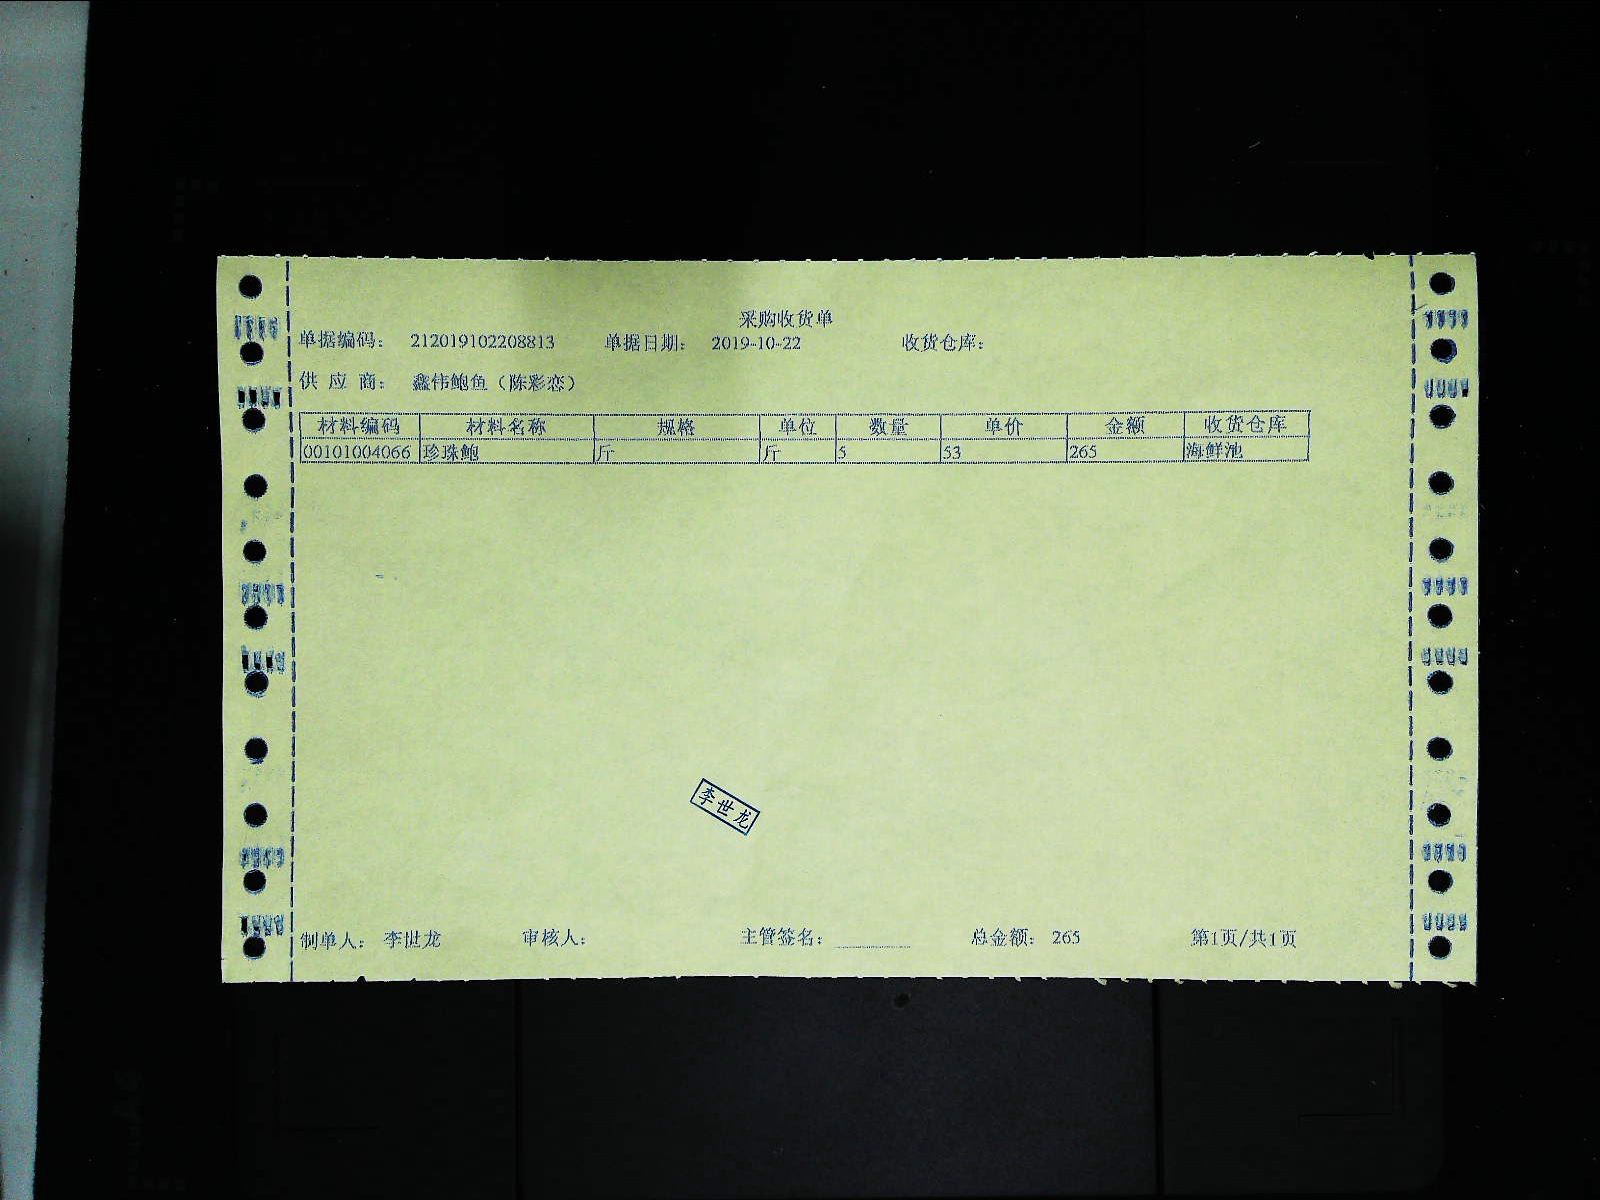 采购收货单
单据编码: 212019102208813 单据日期: 2019-10-22 收货仓库:
供 应 商: 鑫伟鲍鱼（陈彩恋）
材料编码 材料名称 规格 单位 数量 单价 金额 收货仓库
00101004066 珍珠鲍 斤 斤 5 53 265 海鲜池
李世龙
制单人: 李世龙 审核人: 主管签名: 总金额: 265 第1页/共1页